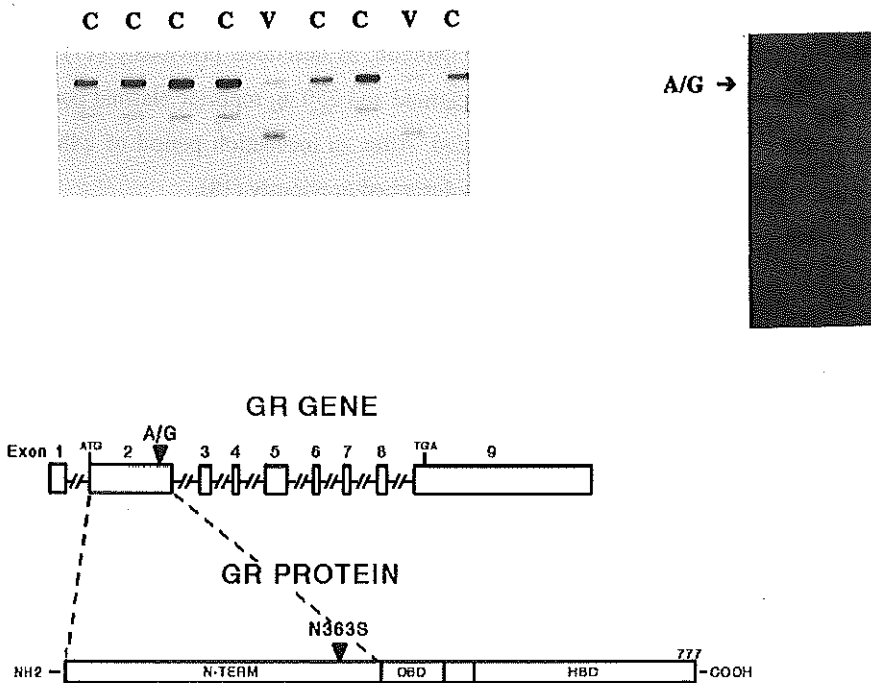 C C C C V C C V C
A/G →
GR GENE
A/G
Exon 1 ATG 2 3 4 5 6 7 8 TGA 9
GR PROTEIN
N363S
777
NH2 N-TERM DBD HBD COOH